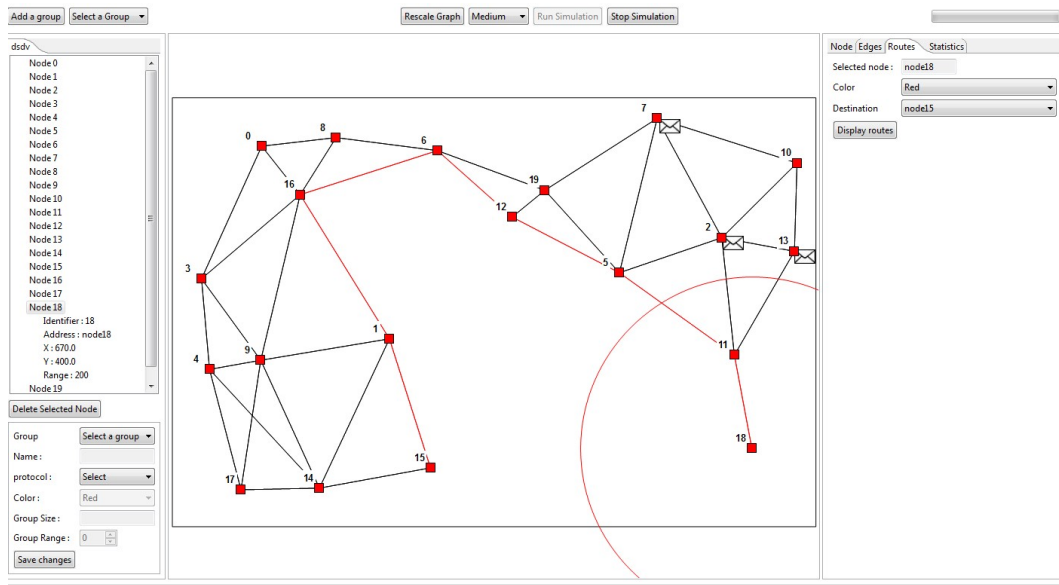 Add a group Select a Group Rescale Graph Medium Run Simulation Stop Simulation
dsdv
Node 0
Node 1
Node 2
Node 3
Node 4
Node 5
Node 6
Node 7
Node 8
Node 9
Node 10
Node 11
Node 12
Node 13
Node 14
Node 15
Node 16
Node 17
Node 18
Identifier : 18
Address : node18
X : 670.0
Y : 400.0
Range : 200
Node 19
Delete Selected Node
Group Select a group
Name :
protocol : Select
Color : Red
Group Size :
Group Range : 0
Save changes
7
8
0
6
10
16
19
12
2
13
3
5
1
11
9
4
18
15
17
14
Node Edges Routes Statistics
Selected node : node18
Color Red
Destination node15
Display routes